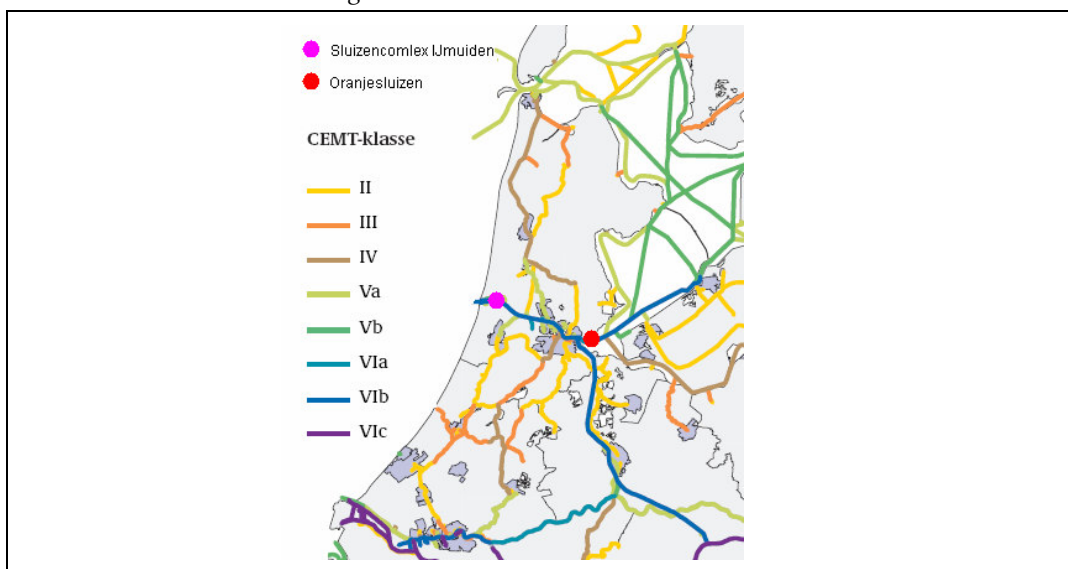 Sluizencomlex IJmuiden
Oranjesluizen
CEMT-klasse
II
III
IV
Va
Vb
VIa
VIb
VIc